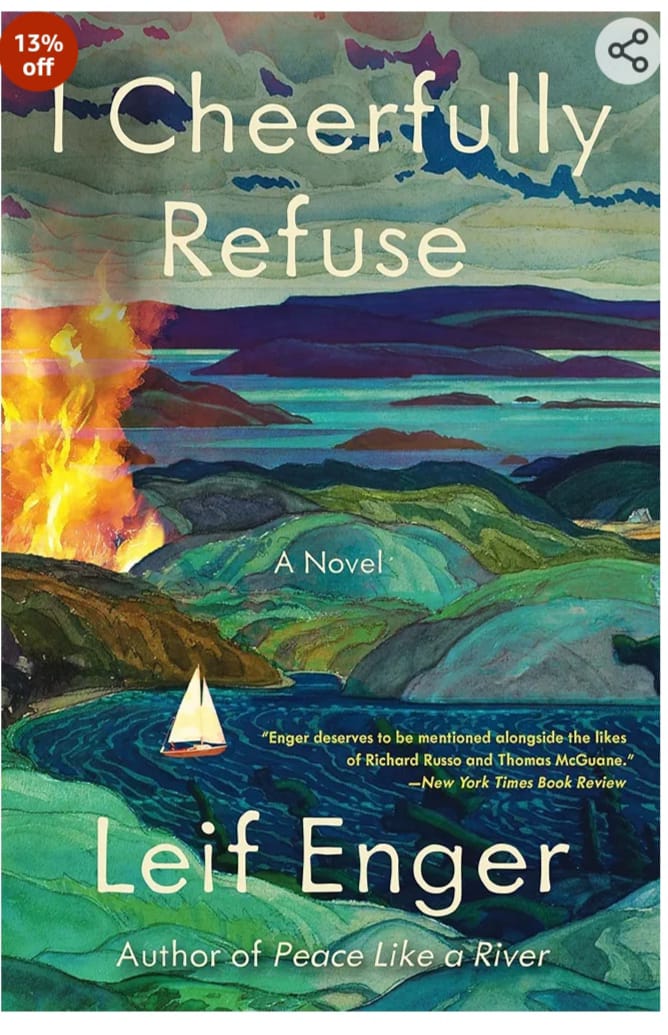 13%
off
I Cheerfully
Refuse
A Novel
“Enger deserves to be mentioned alongside the likes
of Richard Russo and Thomas McGuane.”
—New York Times Book Review
Leif Enger
Author of Peace Like a River